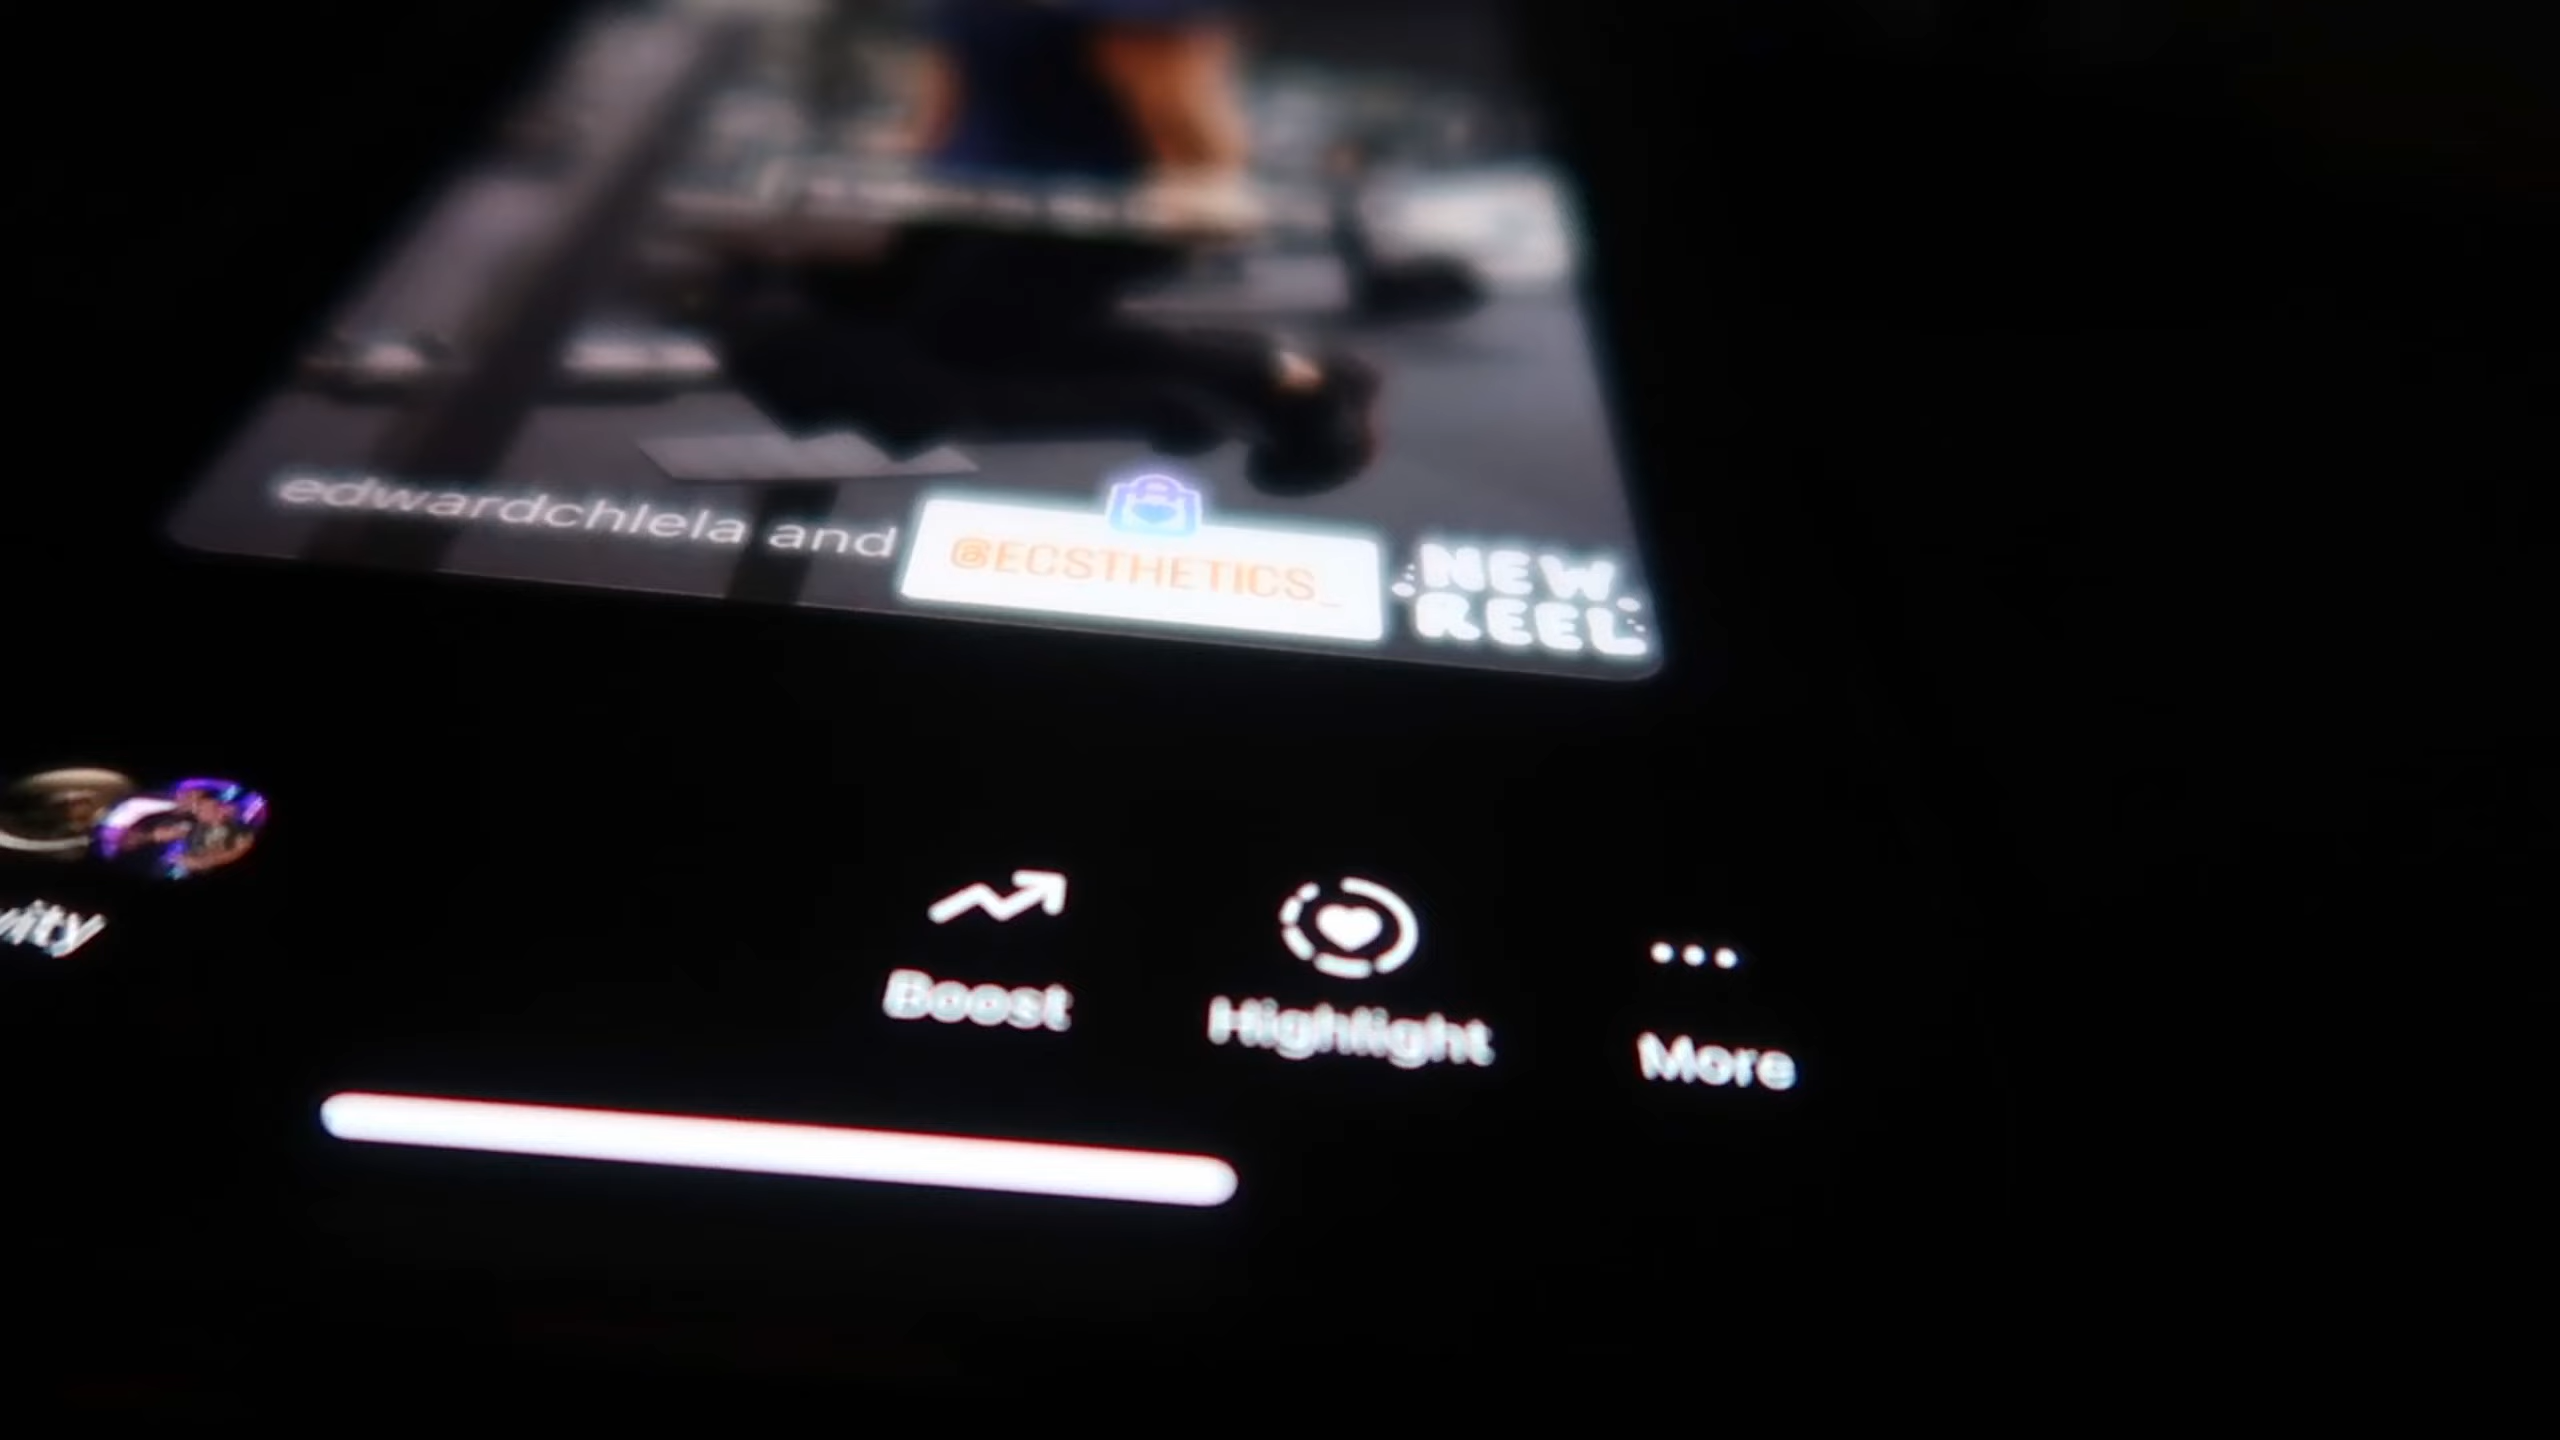 edwardchlela and
@ECSTHETICS_
NEW
REEL
Boost
Highlight
More